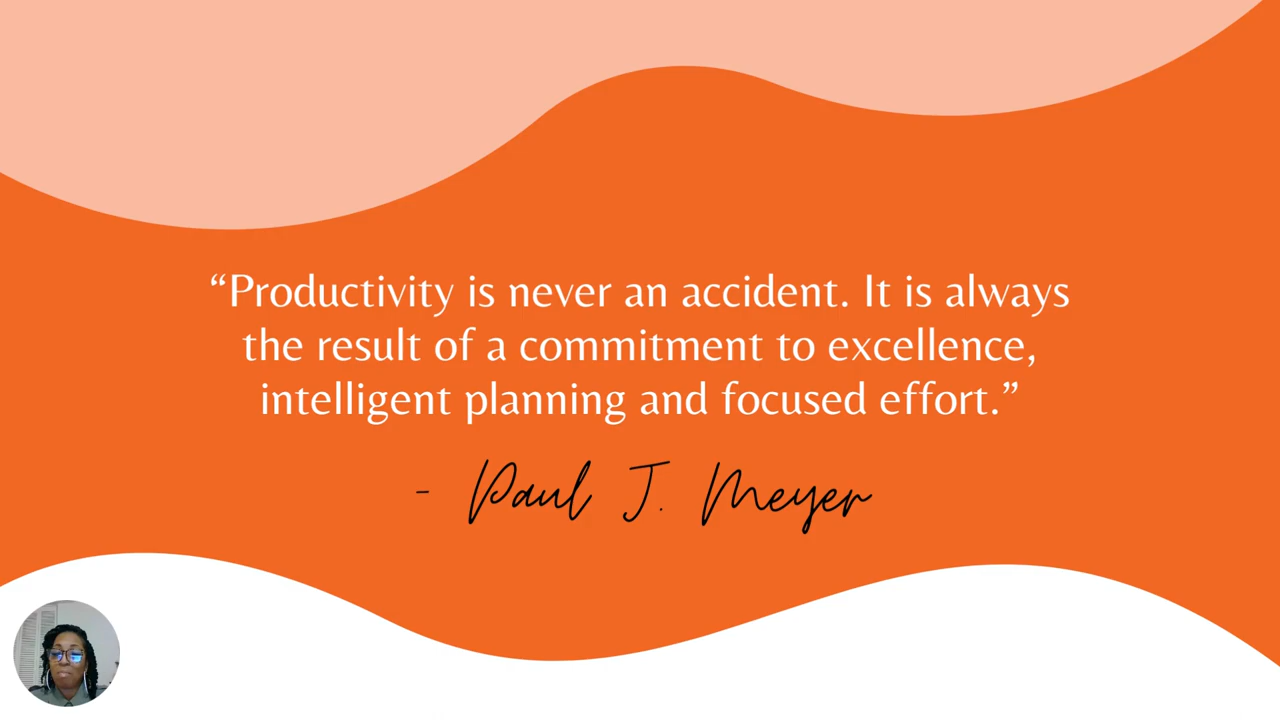 “Productivity is never an accident. It is always
the result of a commitment to excellence,
intelligent planning and focused effort.”
- Paul J. Meyer